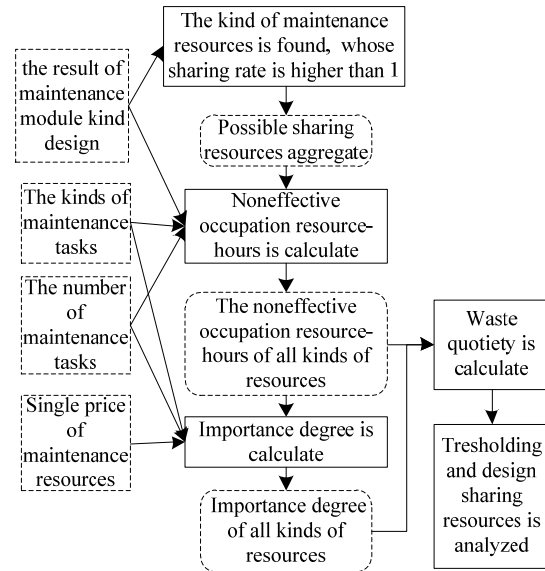 The kind of maintenance
resources is found, whose
sharing rate is higher than 1
the result of
maintenance
module kind
design
Possible sharing
resources aggregate
The kinds of
maintenance
tasks
Noneffective
occupation resource-
hours is calculate
The number of
maintenance
tasks
The noneffective
occupation resource-
hours of all kinds of
resources
Waste
quotiety is
calculate
Single price of
maintenance
resources
Importance degree is
calculate
Tresholding
and design
sharing
resources is
analyzed
Importance degree
of all kinds of
resources